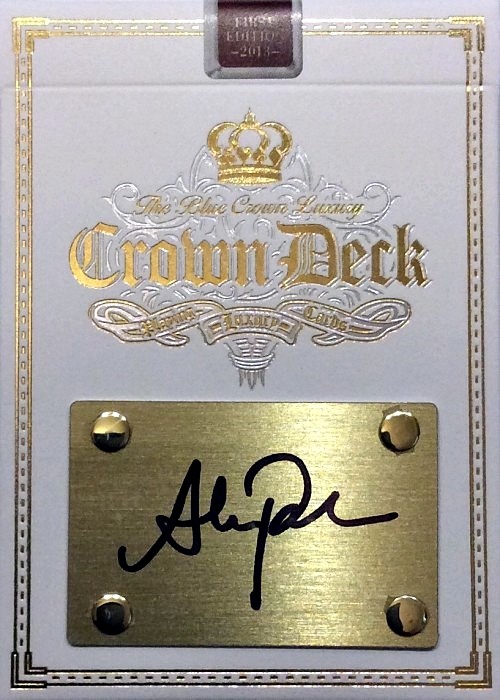 FIRST
EDITION
-2013-
The Blue Crown Luxury
Crown Deck
Playing Luxury Cards